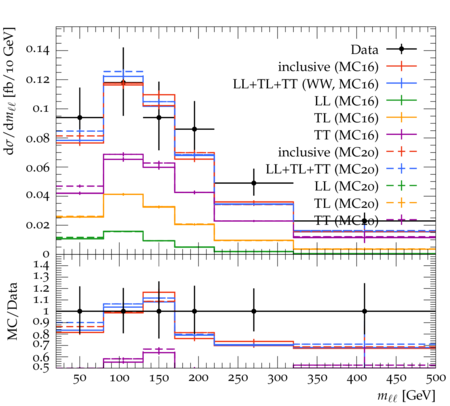 dσ/dmℓℓ [fb/10 GeV]
0.14
0.12
0.1
0.08
0.06
0.04
0.02
0
Data
inclusive (MC16)
LL+TL+TT (WW, MC16)
LL (MC16)
TL (MC16)
TT (MC16)
inclusive (MC20)
LL+TL+TT (MC20)
LL (MC20)
TL (MC20)
TT (MC20)
MC/Data
1.4
1.3
1.2
1.1
1
0.9
0.8
0.7
0.6
0.5
50 100 150 200 250 300 350 400 450 500
mℓℓ [GeV]